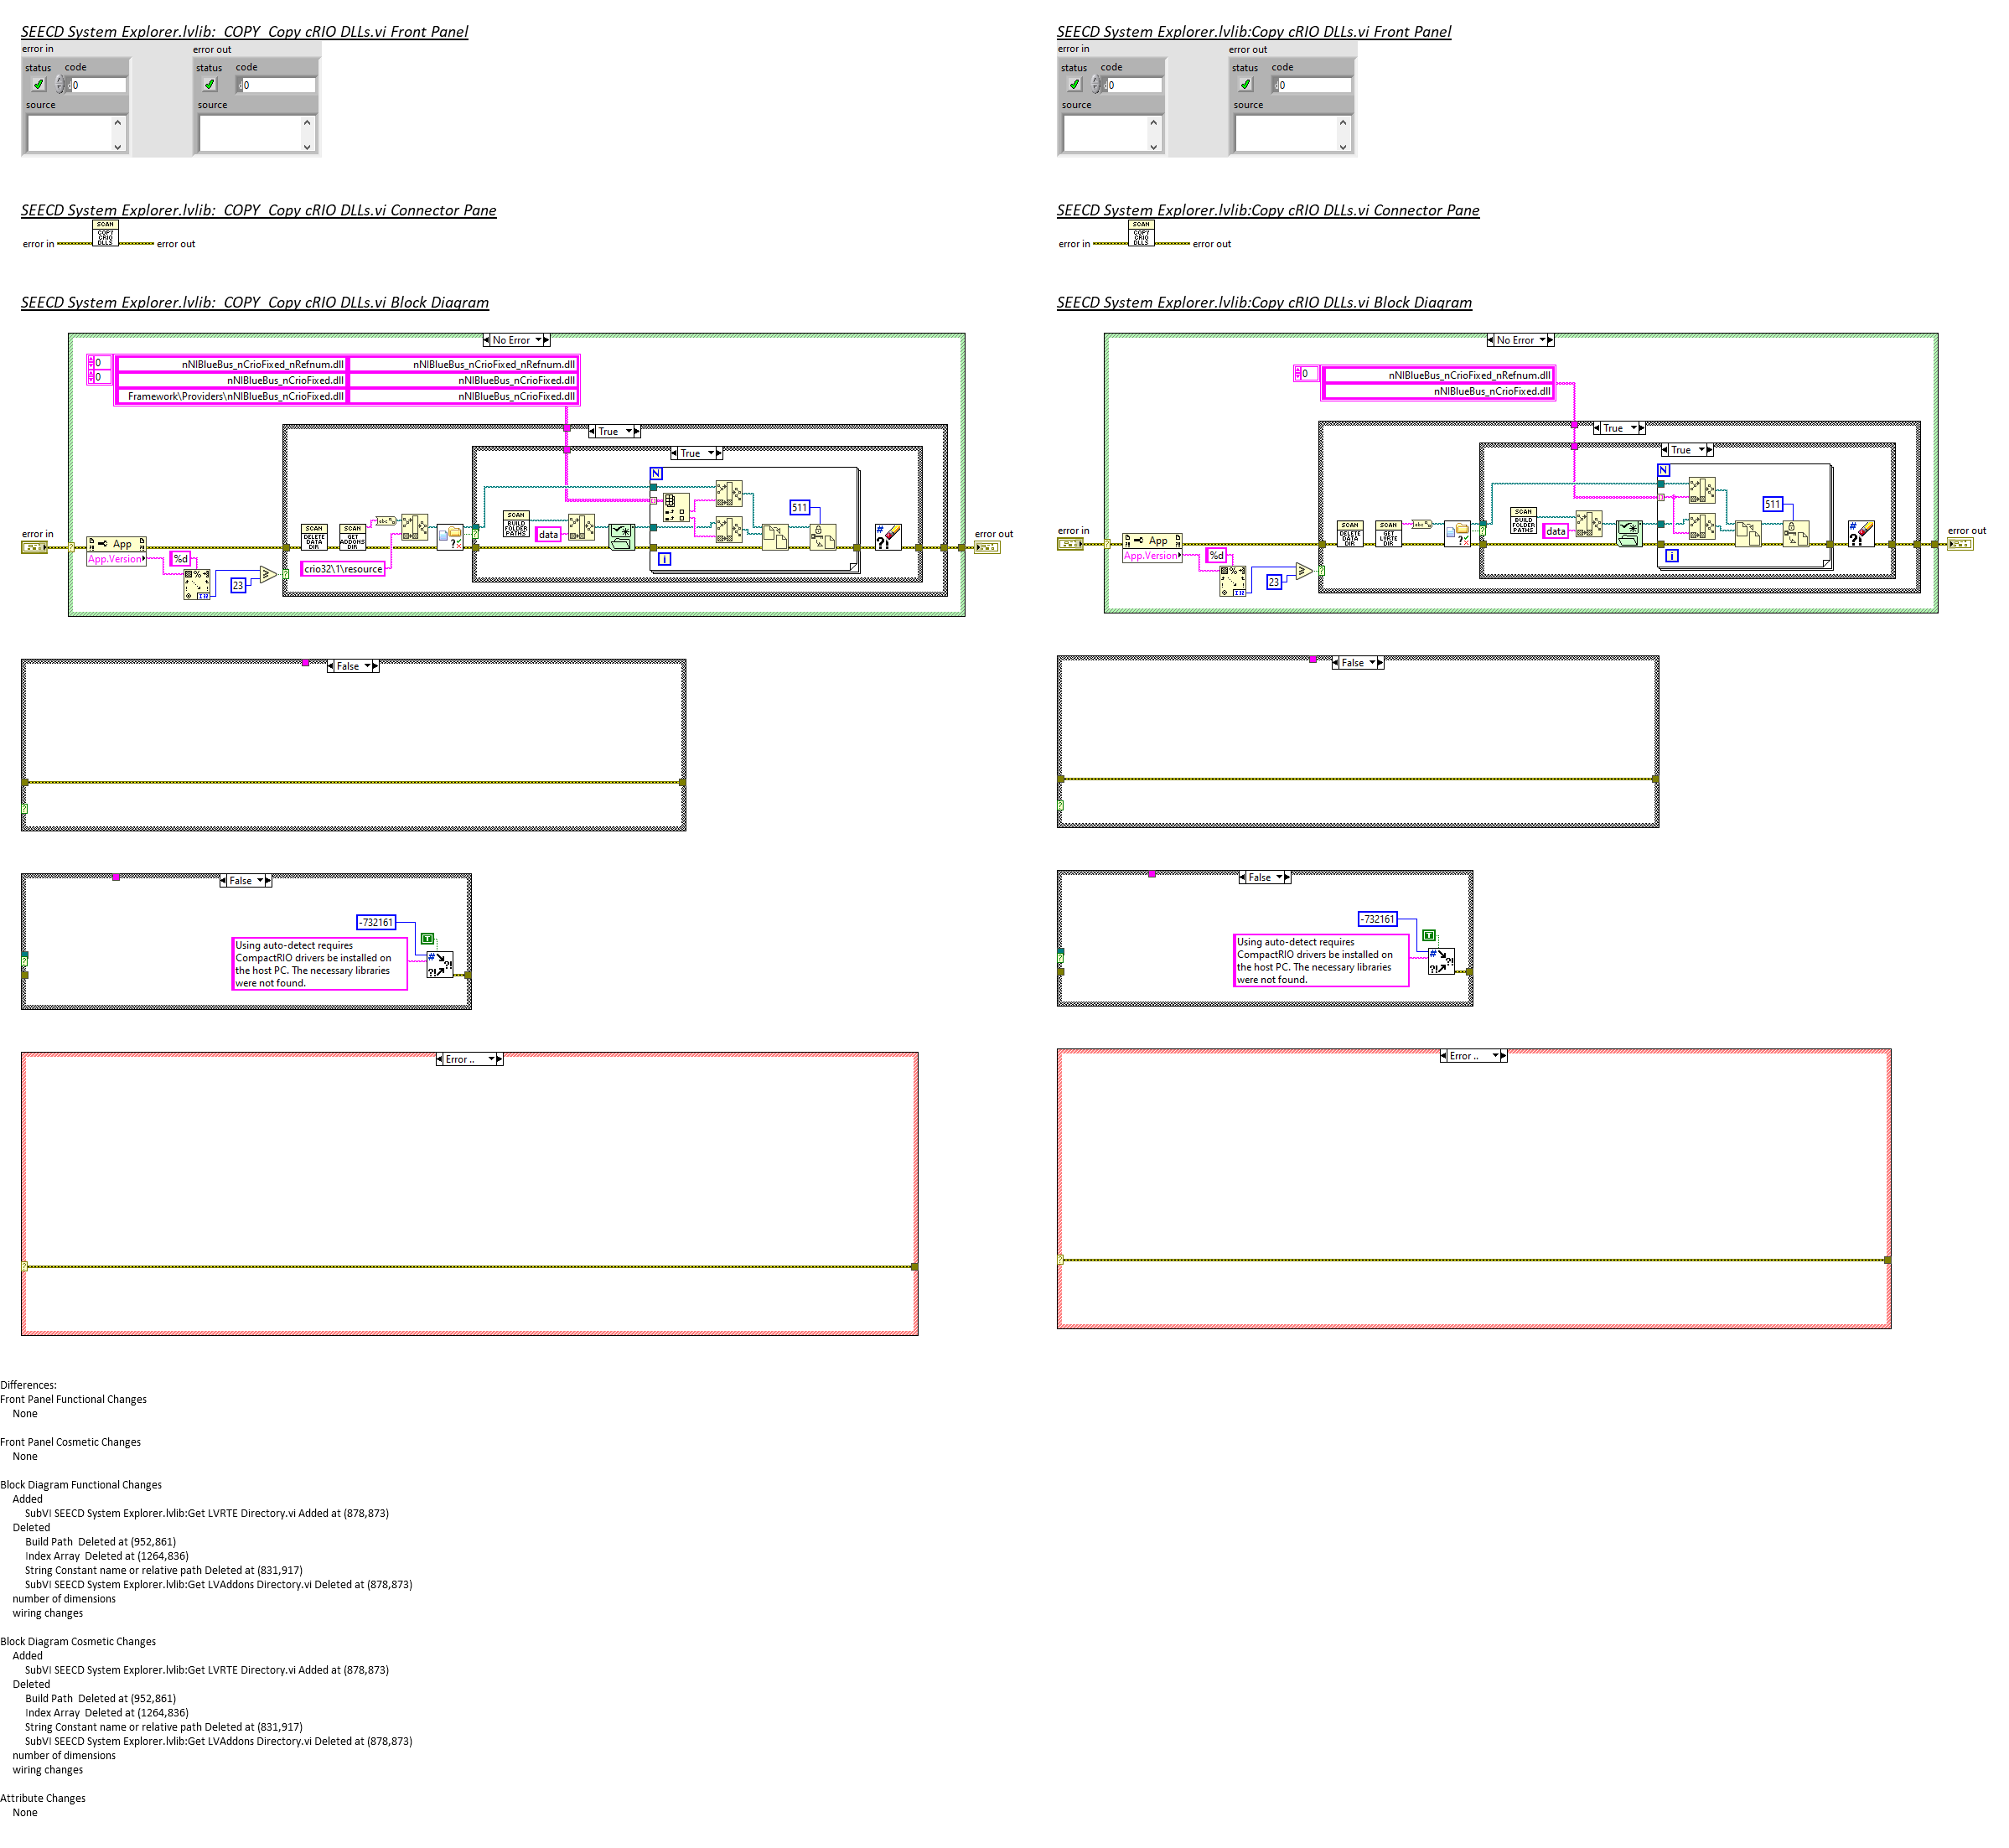 SEECD System Explorer.lvlib:_COPY_Copy cRIO DLLs.vi Front Panel
error in
error out
status code
0
source
status code
0
source
SEECD System Explorer.lvlib:_COPY_Copy cRIO DLLs.vi Connector Pane
SCAN
COPY
CRIO
DLLS
error in
error out
SEECD System Explorer.lvlib:_COPY_Copy cRIO DLLs.vi Block Diagram
No Error
0
0
nNIBlueBus_nCrioFixed_nRefnum.dll
nNIBlueBus_nCrioFixed_nRefnum.dll
nNIBlueBus_nCrioFixed.dll
nNIBlueBus_nCrioFixed.dll
Framework\Providers\nNIBlueBus_nCrioFixed.dll
nNIBlueBus_nCrioFixed.dll
True
True
N
511
SCAN
DELETE
DATA
DIR
SCAN
GET
ADDONS
DIR
SCAN
BUILD
FOLDER
PATHS
data
i
crio32\1\resource
error in
App
App.Version
%d
23
error out
False
False
-732161
T
Using auto-detect requires
CompactRIO drivers be installed on
the host PC. The necessary libraries
were not found.
Error ..
SEECD System Explorer.lvlib:Copy cRIO DLLs.vi Front Panel
error in
error out
status code
0
source
status code
0
source
SEECD System Explorer.lvlib:Copy cRIO DLLs.vi Connector Pane
SCAN
COPY
CRIO
DLLS
error in
error out
SEECD System Explorer.lvlib:Copy cRIO DLLs.vi Block Diagram
No Error
0
nNIBlueBus_nCrioFixed_nRefnum.dll
nNIBlueBus_nCrioFixed.dll
True
True
N
511
SCAN
DELETE
DATA
DIR
SCAN
GET
LVRTE
DIR
SCAN
BUILD
FOLDER
PATHS
data
i
error in
App
App.Version
%d
23
error out
False
False
-732161
T
Using auto-detect requires
CompactRIO drivers be installed on
the host PC. The necessary libraries
were not found.
Error ..
Differences:
Front Panel Functional Changes
None
Front Panel Cosmetic Changes
None
Block Diagram Functional Changes
Added
SubVI SEECD System Explorer.lvlib:Get LVRTE Directory.vi Added at (878,873)
Deleted
Build Path  Deleted at (952,861)
Index Array  Deleted at (1264,836)
String Constant name or relative path Deleted at (831,917)
SubVI SEECD System Explorer.lvlib:Get LVAddons Directory.vi Deleted at (878,873)
number of dimensions
wiring changes
Block Diagram Cosmetic Changes
Added
SubVI SEECD System Explorer.lvlib:Get LVRTE Directory.vi Added at (878,873)
Deleted
Build Path  Deleted at (952,861)
Index Array  Deleted at (1264,836)
String Constant name or relative path Deleted at (831,917)
SubVI SEECD System Explorer.lvlib:Get LVAddons Directory.vi Deleted at (878,873)
number of dimensions
wiring changes
Attribute Changes
None